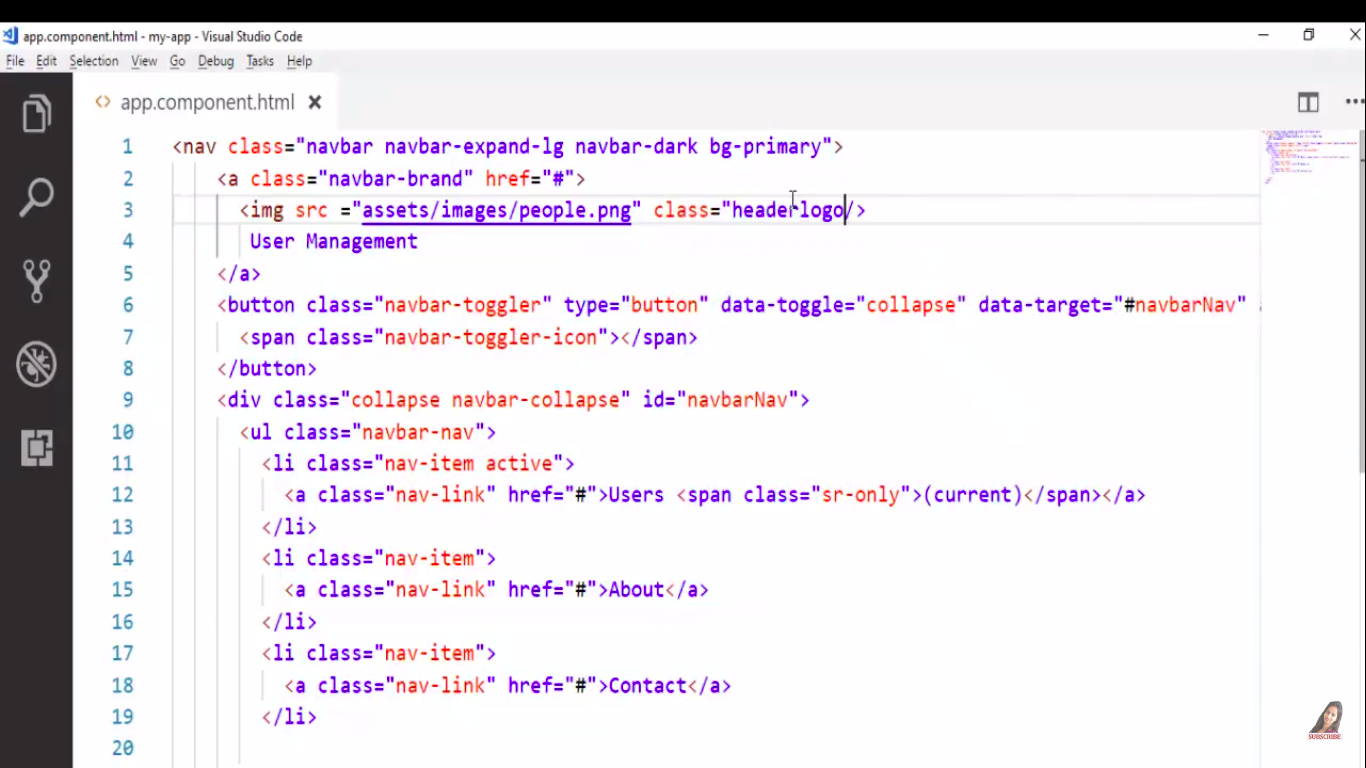 app.component.html - my-app - Visual Studio Code
File Edit Selection View Go Debug Tasks Help
<> app.component.html ×
1 <nav class="navbar navbar-expand-lg navbar-dark bg-primary">
2 <a class="navbar-brand" href="#">
3 <img src ="assets/images/people.png" class="headerlogo/>
4 User Management
5 </a>
6 <button class="navbar-toggler" type="button" data-toggle="collapse" data-target="#navbarNav"
7 <span class="navbar-toggler-icon"></span>
8 </button>
9 <div class="collapse navbar-collapse" id="navbarNav">
10 <ul class="navbar-nav">
11 <li class="nav-item active">
12 <a class="nav-link" href="#">Users <span class="sr-only">(current)</span></a>
13 </li>
14 <li class="nav-item">
15 <a class="nav-link" href="#">About</a>
16 </li>
17 <li class="nav-item">
18 <a class="nav-link" href="#">Contact</a>
19 </li>
20
SUBSCRIBE